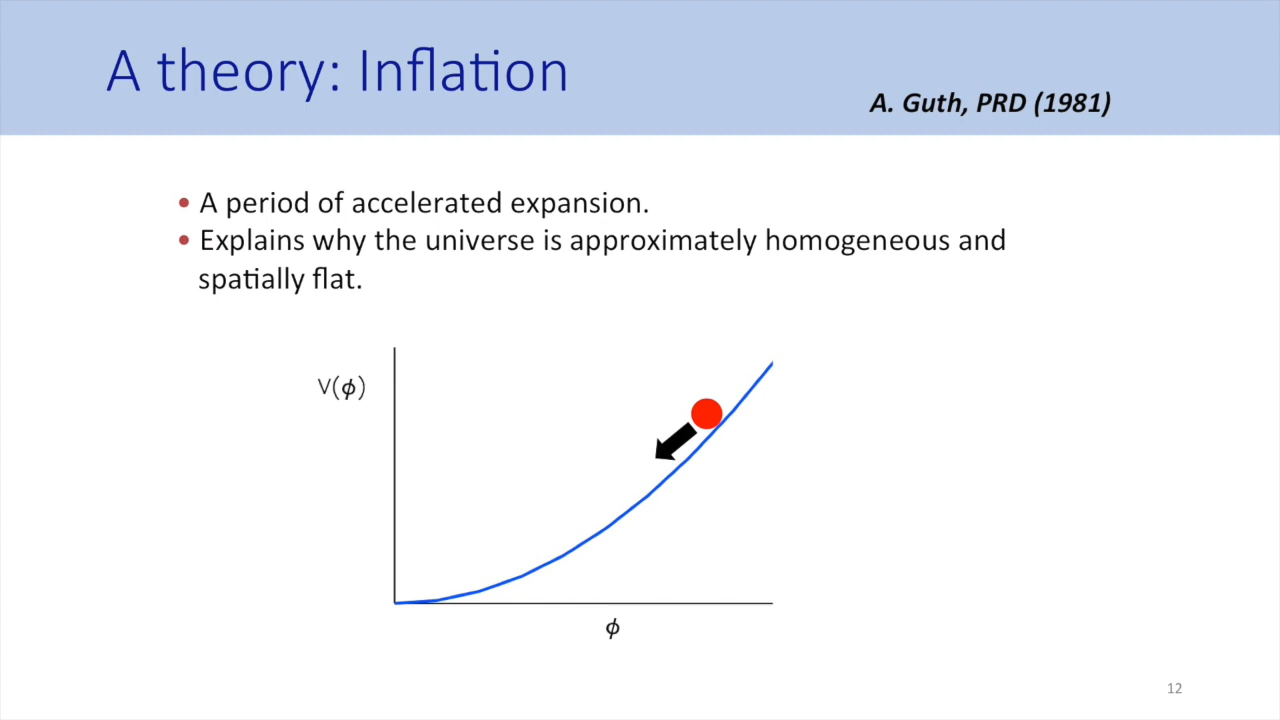 A theory: Inflation
A. Guth, PRD (1981)
• A period of accelerated expansion.
• Explains why the universe is approximately homogeneous and
spatially flat.
V(ϕ)
ϕ
12